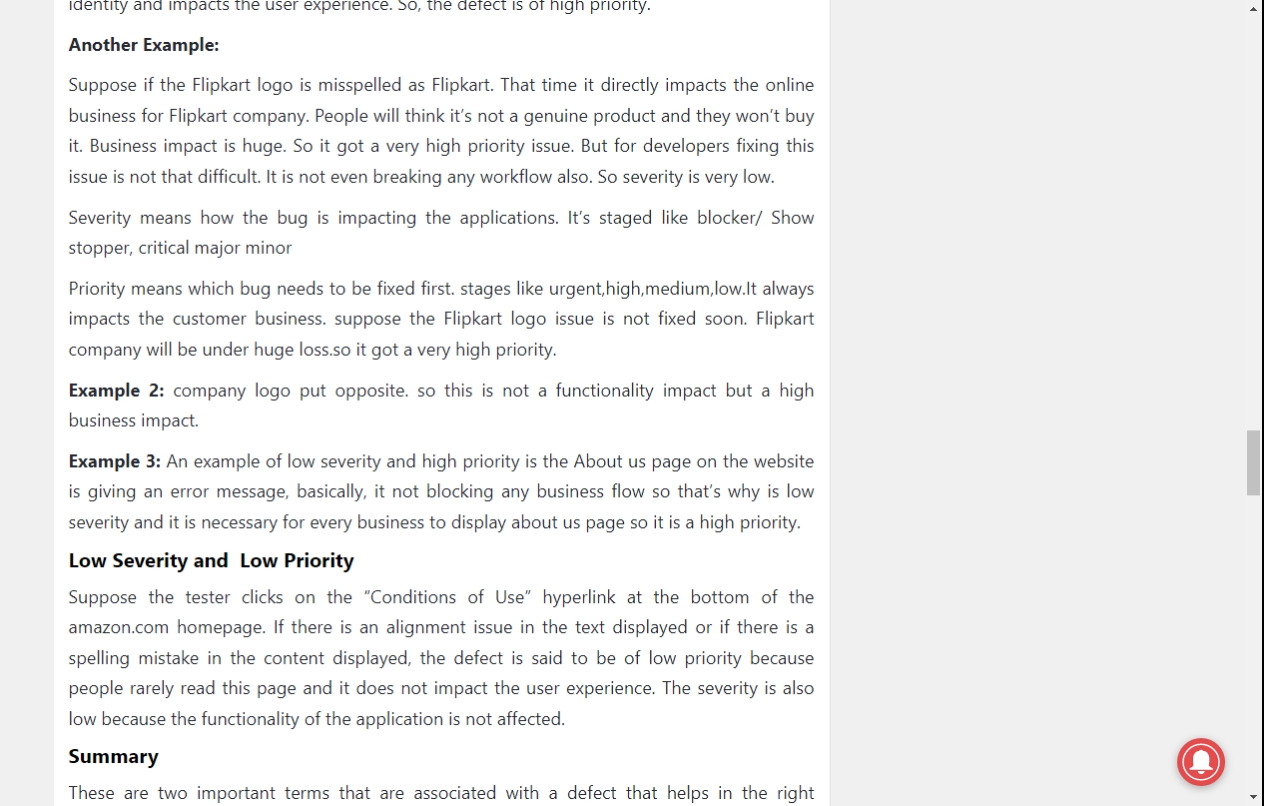 identity and impacts the user experience. So, the defect is of high priority.
Another Example:
Suppose if the Flipkart logo is misspelled as Flipkart. That time it directly impacts the online
business for Flipkart company. People will think it’s not a genuine product and they won’t buy
it. Business impact is huge. So it got a very high priority issue. But for developers fixing this
issue is not that difficult. It is not even breaking any workflow also. So severity is very low.
Severity means how the bug is impacting the applications. It’s staged like blocker/ Show
stopper, critical major minor
Priority means which bug needs to be fixed first. stages like urgent,high,medium,low.It always
impacts the customer business. suppose the Flipkart logo issue is not fixed soon. Flipkart
company will be under huge loss.so it got a very high priority.
Example 2: company logo put opposite. so this is not a functionality impact but a high
business impact.
Example 3: An example of low severity and high priority is the About us page on the website
is giving an error message, basically, it not blocking any business flow so that’s why is low
severity and it is necessary for every business to display about us page so it is a high priority.
Low Severity and  Low Priority
Suppose the tester clicks on the “Conditions of Use” hyperlink at the bottom of the
amazon.com homepage. If there is an alignment issue in the text displayed or if there is a
spelling mistake in the content displayed, the defect is said to be of low priority because
people rarely read this page and it does not impact the user experience. The severity is also
low because the functionality of the application is not affected.
Summary
These are two important terms that are associated with a defect that helps in the right